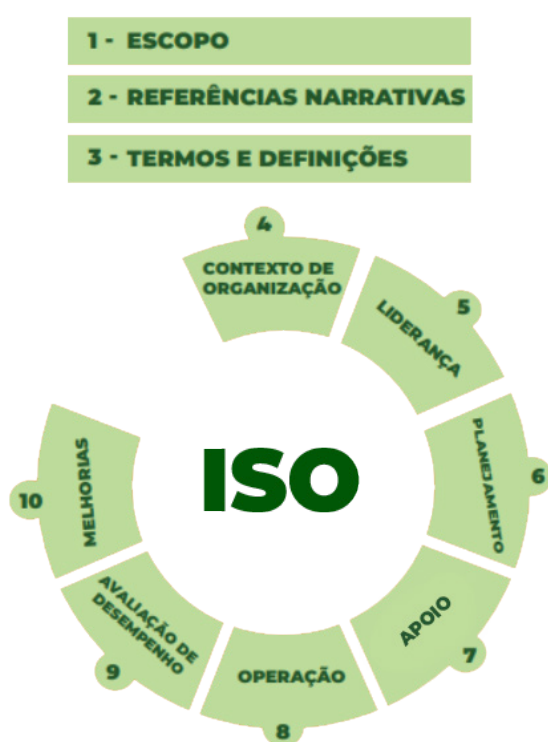 1 - ESCOPO
2 - REFERÊNCIAS NARRATIVAS
3 - TERMOS E DEFINIÇÕES
4
CONTEXTO DE
ORGANIZAÇÃO
5
LIDERANÇA
6
PLANEJAMENTO
7
APOIO
8
OPERAÇÃO
9
AVALIAÇÃO DE
DESEMPENHO
10
MELHORIAS
ISO